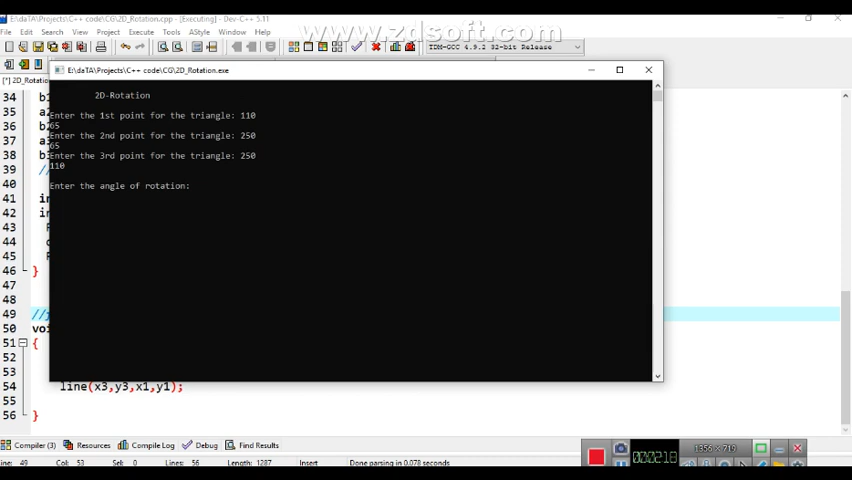 E:\daTA\Projects\C++ code\CG\2D_Rotation.cpp - [Executing] - Dev-C++ 5.11
www.zdsoft.com
File Edit Search View Project Execute Tools AStyle Window Help
TDM-GCC 4.9.2 32-bit Release
E:\daTA\Projects\C++ code\CG\2D_Rotation.exe
2D-Rotation
Enter the 1st point for the triangle: 110
65
Enter the 2nd point for the triangle: 250
65
Enter the 3rd point for the triangle: 250
110
Enter the angle of rotation:
34
35
36
37
38
39
40
41
42
43
44
45
46 }
47
48
49
50
51 {
52
53
54 line(x3,y3,x1,y1);
55
56 }
Compiler (3) Resources Compile Log Debug Find Results
00:02:18
1356 x 719
Line: 49 Col: 53 Sel: 0 Lines: 56 Length: 1287 Insert Done parsing in 0.078 seconds